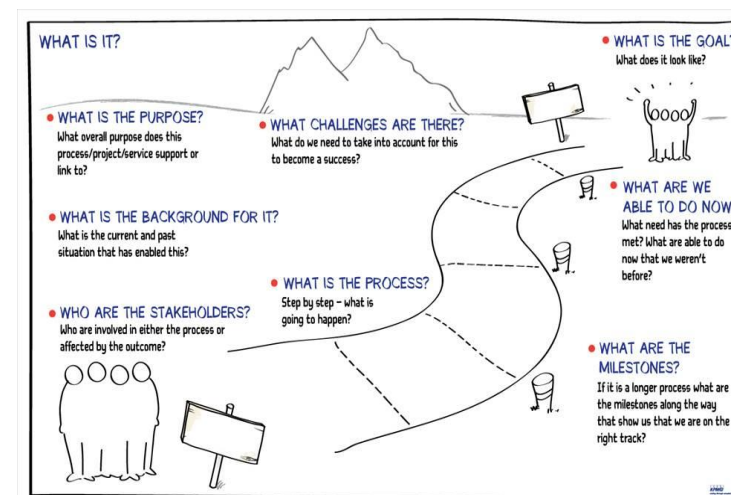 WHAT IS IT?
WHAT IS THE PURPOSE?
What overall purpose does this
process/project/service support or
link to?
WHAT CHALLENGES ARE THERE?
What do we need to take into account for this
to become a success?
WHAT IS THE GOAL?
What does it look like?
WHAT IS THE BACKGROUND FOR IT?
What is the current and past
situation that has enabled this?
WHAT ARE WE
ABLE TO DO NOW
What need has the process
met? What are able to do
now that we weren't
before?
WHO ARE THE STAKEHOLDERS?
Who are involved in either the process or
affected by the outcome?
WHAT IS THE PROCESS?
Step by step – what is
going to happen?
WHAT ARE THE
MILESTONES?
If it is a longer process what are
the milestones along the way
that show us that we are on the
right track?